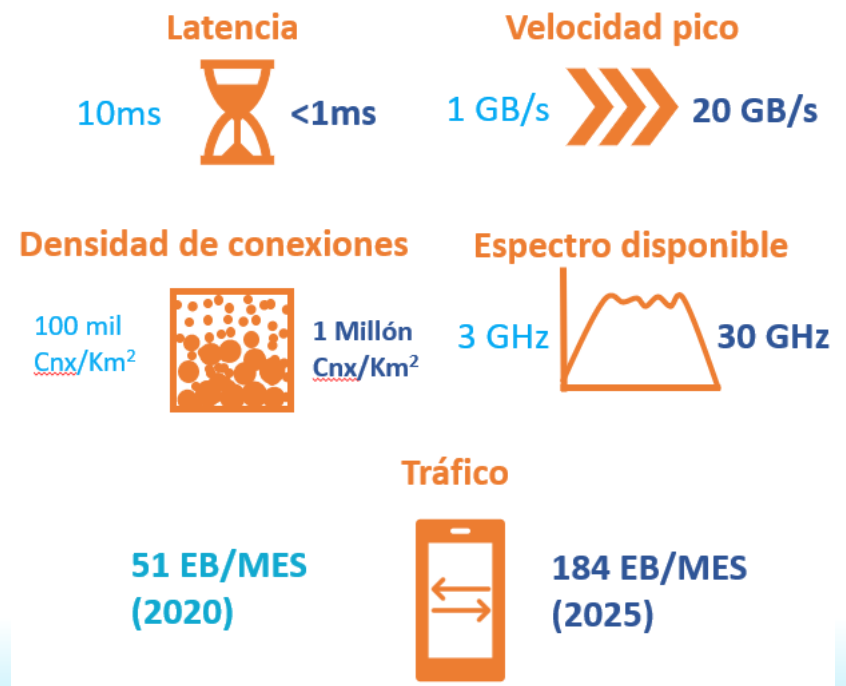 Latencia
10ms
<1ms
Velocidad pico
1 GB/s
20 GB/s
Densidad de conexiones
100 mil
Cnx/Km²
1 Millón
Cnx/Km²
Espectro disponible
3 GHz
30 GHz
Tráfico
51 EB/MES
(2020)
184 EB/MES
(2025)